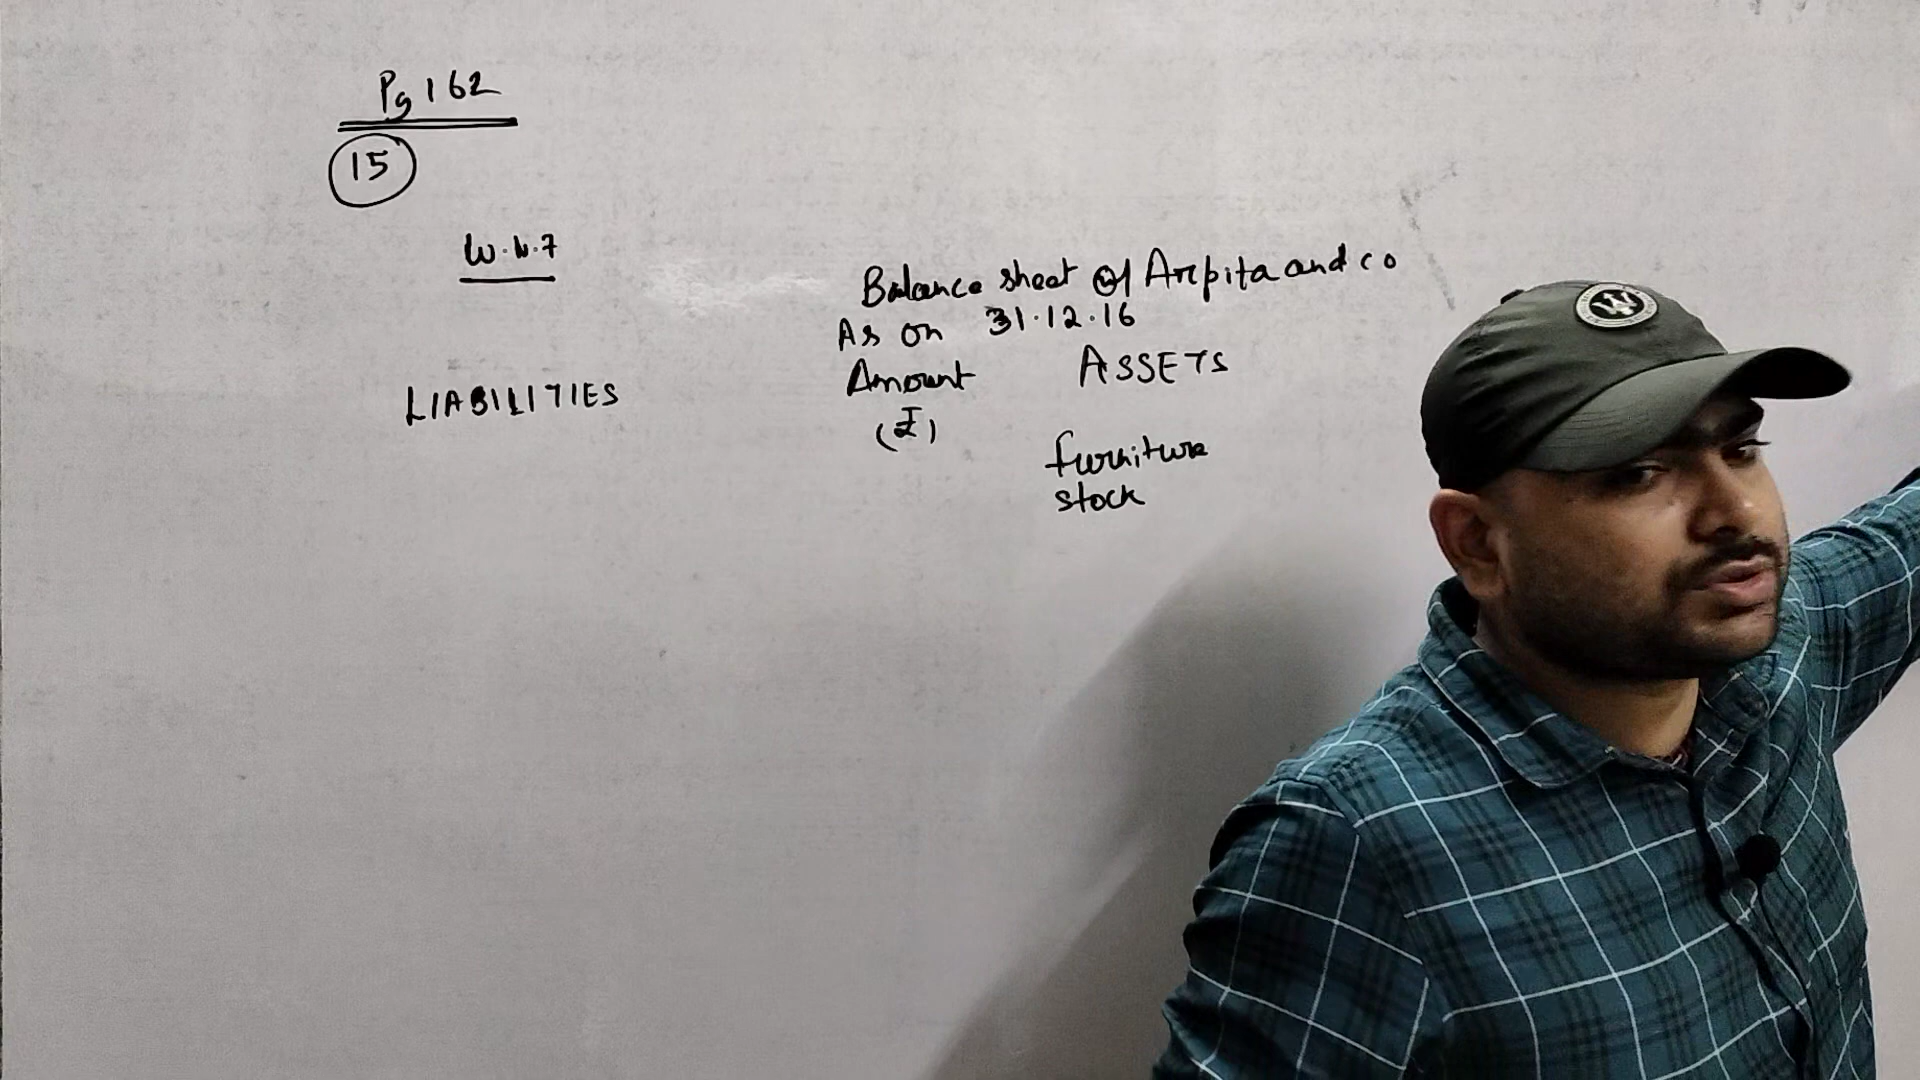 Pg 162
15
W.N.7
Balance sheet of Arpita and co
As on 31.12.16
LIABILITIES
Amount
(₹)
ASSETS
furniture
stock
W